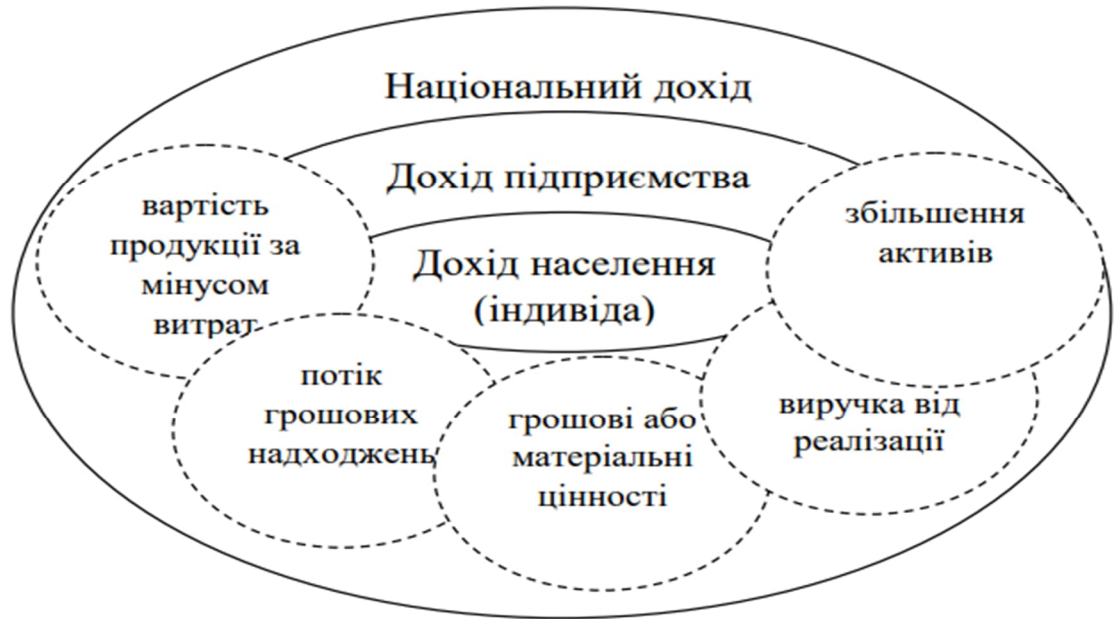 Національний дохід
Дохід підприємства
Дохід населення
(індивіда)
вартість
продукції за
мінусом
витрат
потік
грошових
надходжень
грошові або
матеріальні
цінності
виручка від
реалізації
збільшення
активів